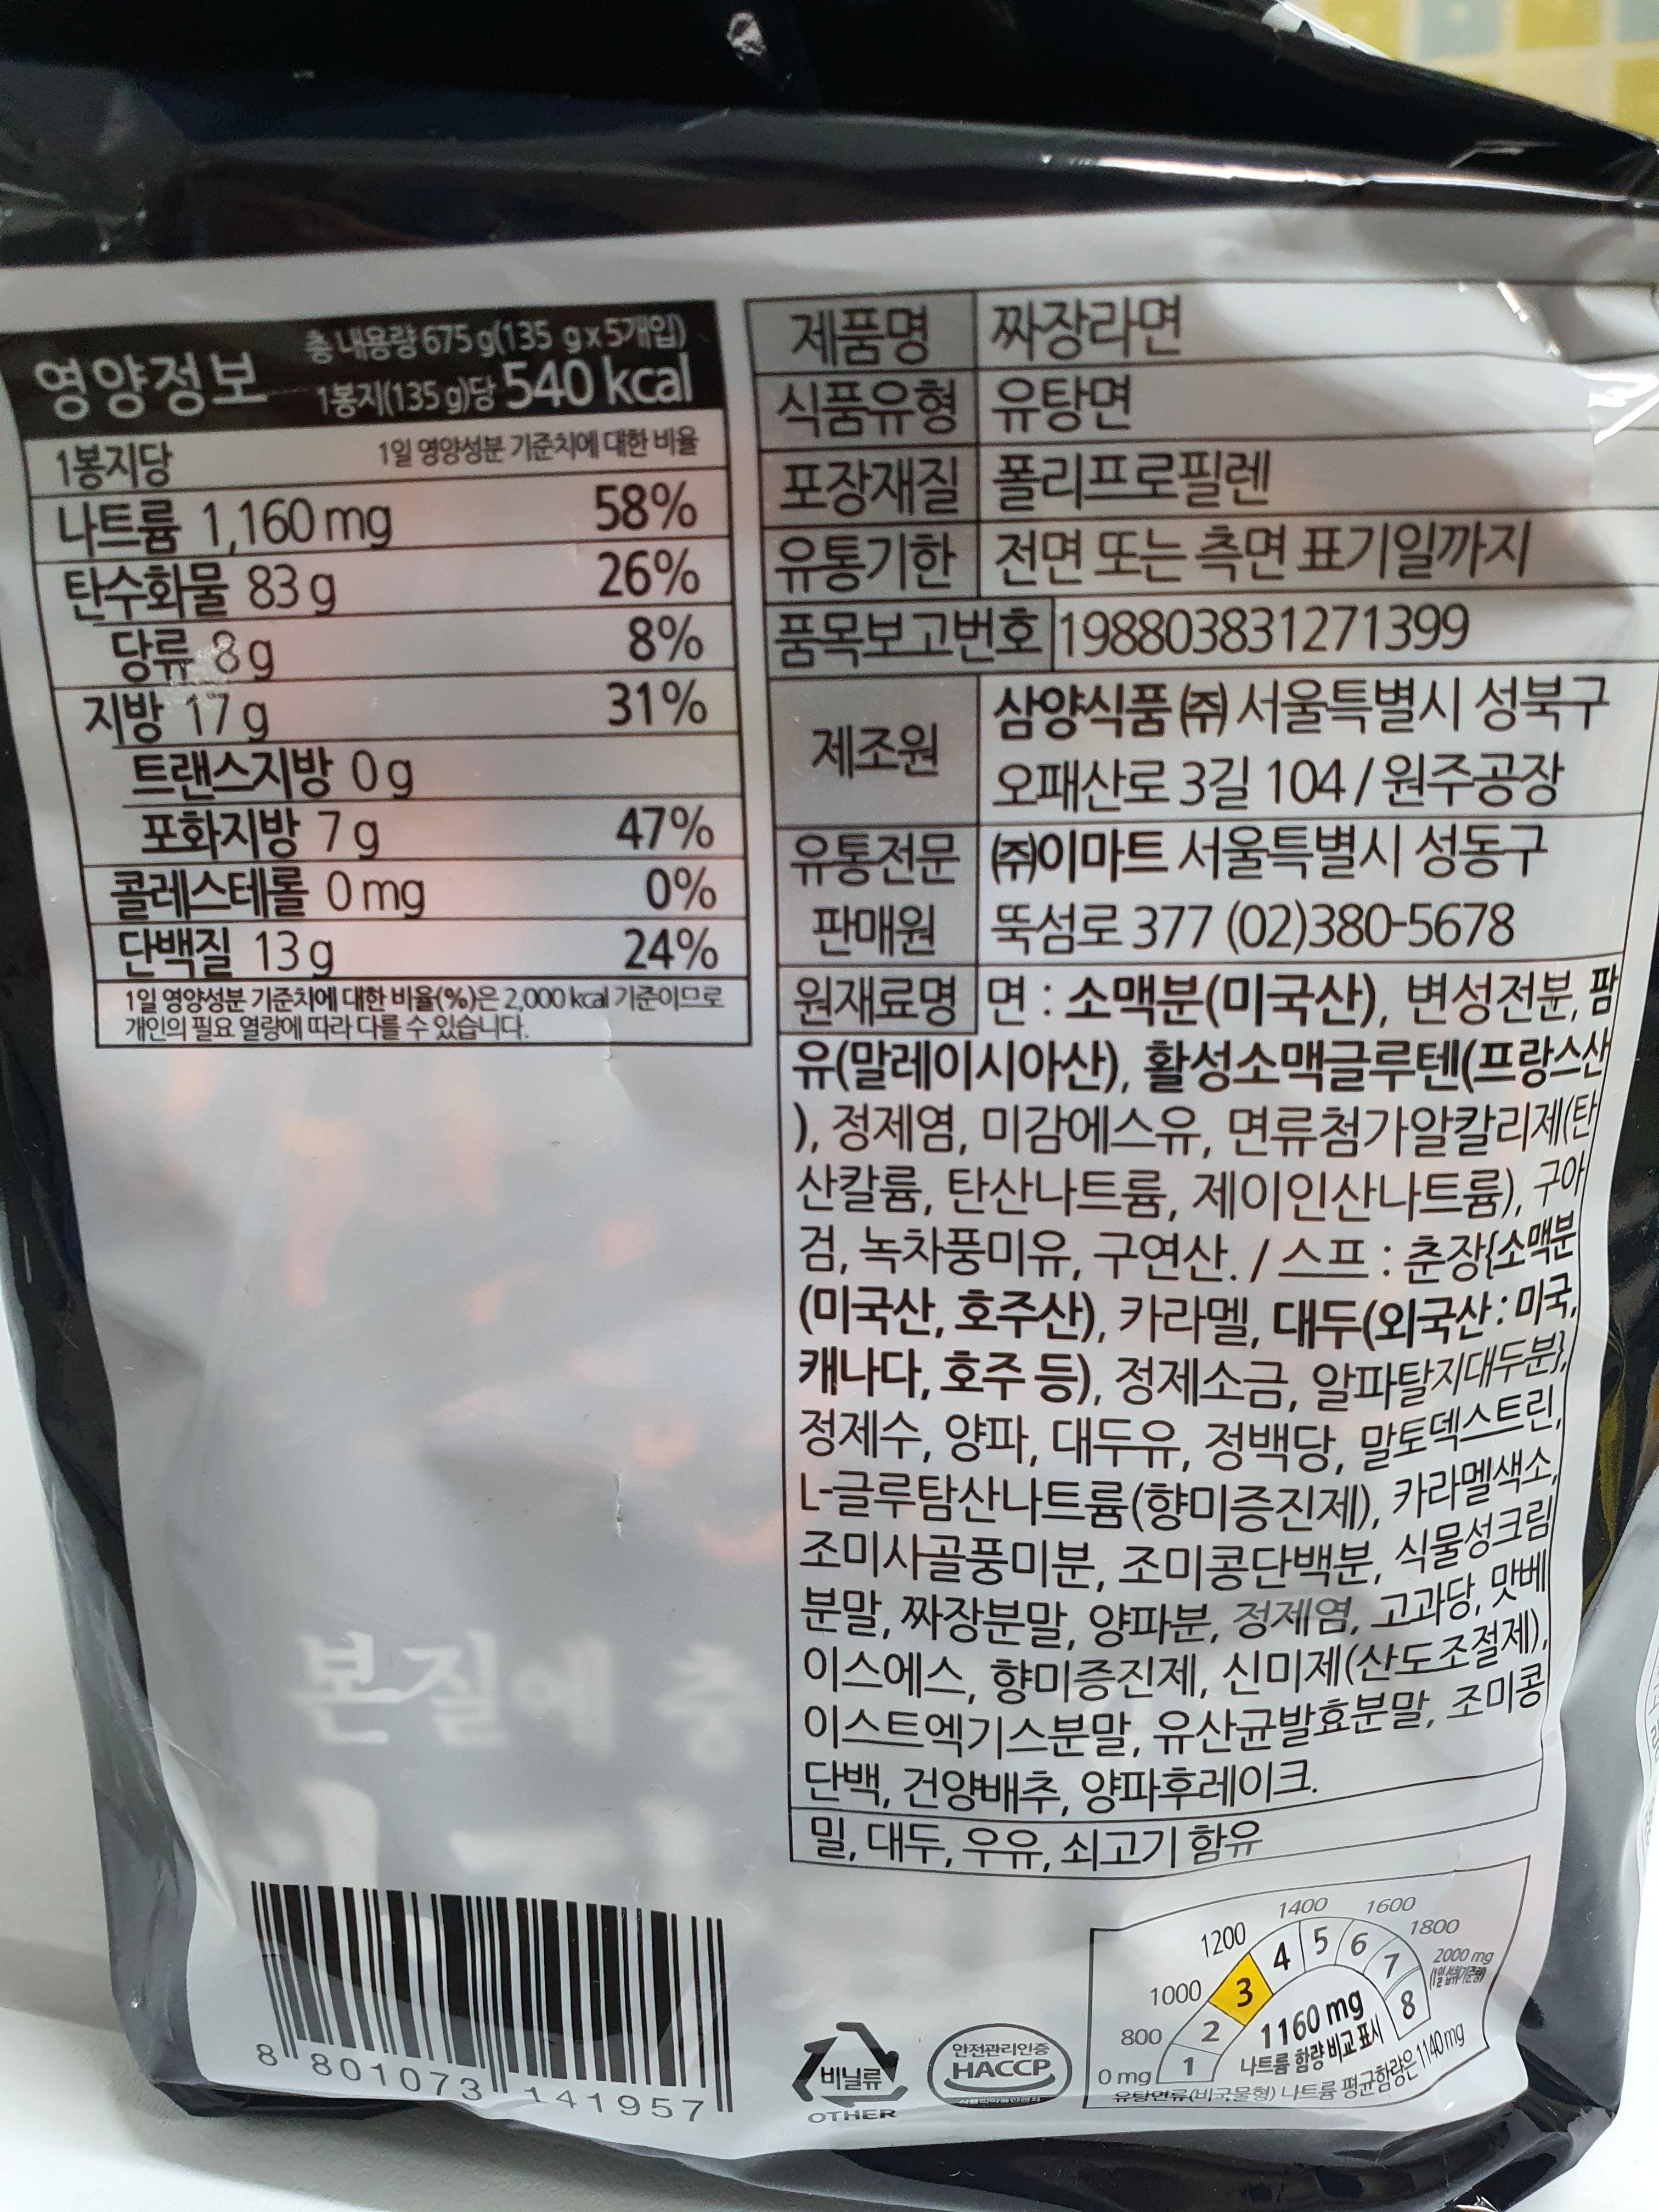 영양정보
총 내용량 675 g(135 g x 5개입)
1봉지(135 g)당 540 kcal
1봉지당 1일 영양성분 기준치에 대한 비율
나트륨 1,160 mg 58%
탄수화물 83 g 26%
당류 8 g 8%
지방 17 g 31%
트랜스지방 0 g
포화지방 7 g 47%
콜레스테롤 0 mg 0%
단백질 13 g 24%
1일 영양성분 기준치에 대한 비율(%)은 2,000 kcal 기준이므로
개인의 필요 열량에 따라 다를 수 있습니다.
제품명 짜장라면
식품유형 유탕면
포장재질 폴리프로필렌
유통기한 전면 또는 측면 표기일까지
품목보고번호 198803831271399
제조원 삼양식품 ㈜ 서울특별시 성북구
오패산로 3길 104 / 원주공장
유통전문 ㈜이마트 서울특별시 성동구
판매원 뚝섬로 377 (02)380-5678
원재료명 면 : 소맥분(미국산), 변성전분, 팜
유(말레이시아산), 활성소맥글루텐(프랑스산
), 정제염, 미감에스유, 면류첨가알칼리제(탄
산칼륨, 탄산나트륨, 제이인산나트륨), 구아
검, 녹차풍미유, 구연산. / 스프 : 춘장{소맥분
(미국산, 호주산), 카라멜, 대두(외국산 : 미국,
캐나다, 호주 등), 정제소금, 알파탈지대두분},
정제수, 양파, 대두유, 정백당, 말토덱스트린,
L-글루탐산나트륨(향미증진제), 카라멜색소,
조미사골풍미분, 조미콩단백분, 식물성크림
분말, 짜장분말, 양파분, 정제염, 고과당, 맛베
이스에스, 향미증진제, 신미제(산도조절제),
이스트엑기스분말, 유산균발효분말, 조미콩
단백, 건양배추, 양파후레이크.
밀, 대두, 우유, 쇠고기 함유
본질에 충
8 801073 141957
비닐류
OTHER
안전관리인증
HACCP
0 mg 800 1000 1200 1400 1600 1800 2000 mg
1 2 3 4 5 6 7 8
1160 mg
나트륨 함량 비교 표시
유탕면류(비국물형) 나트륨 평균함량은 1140 mg